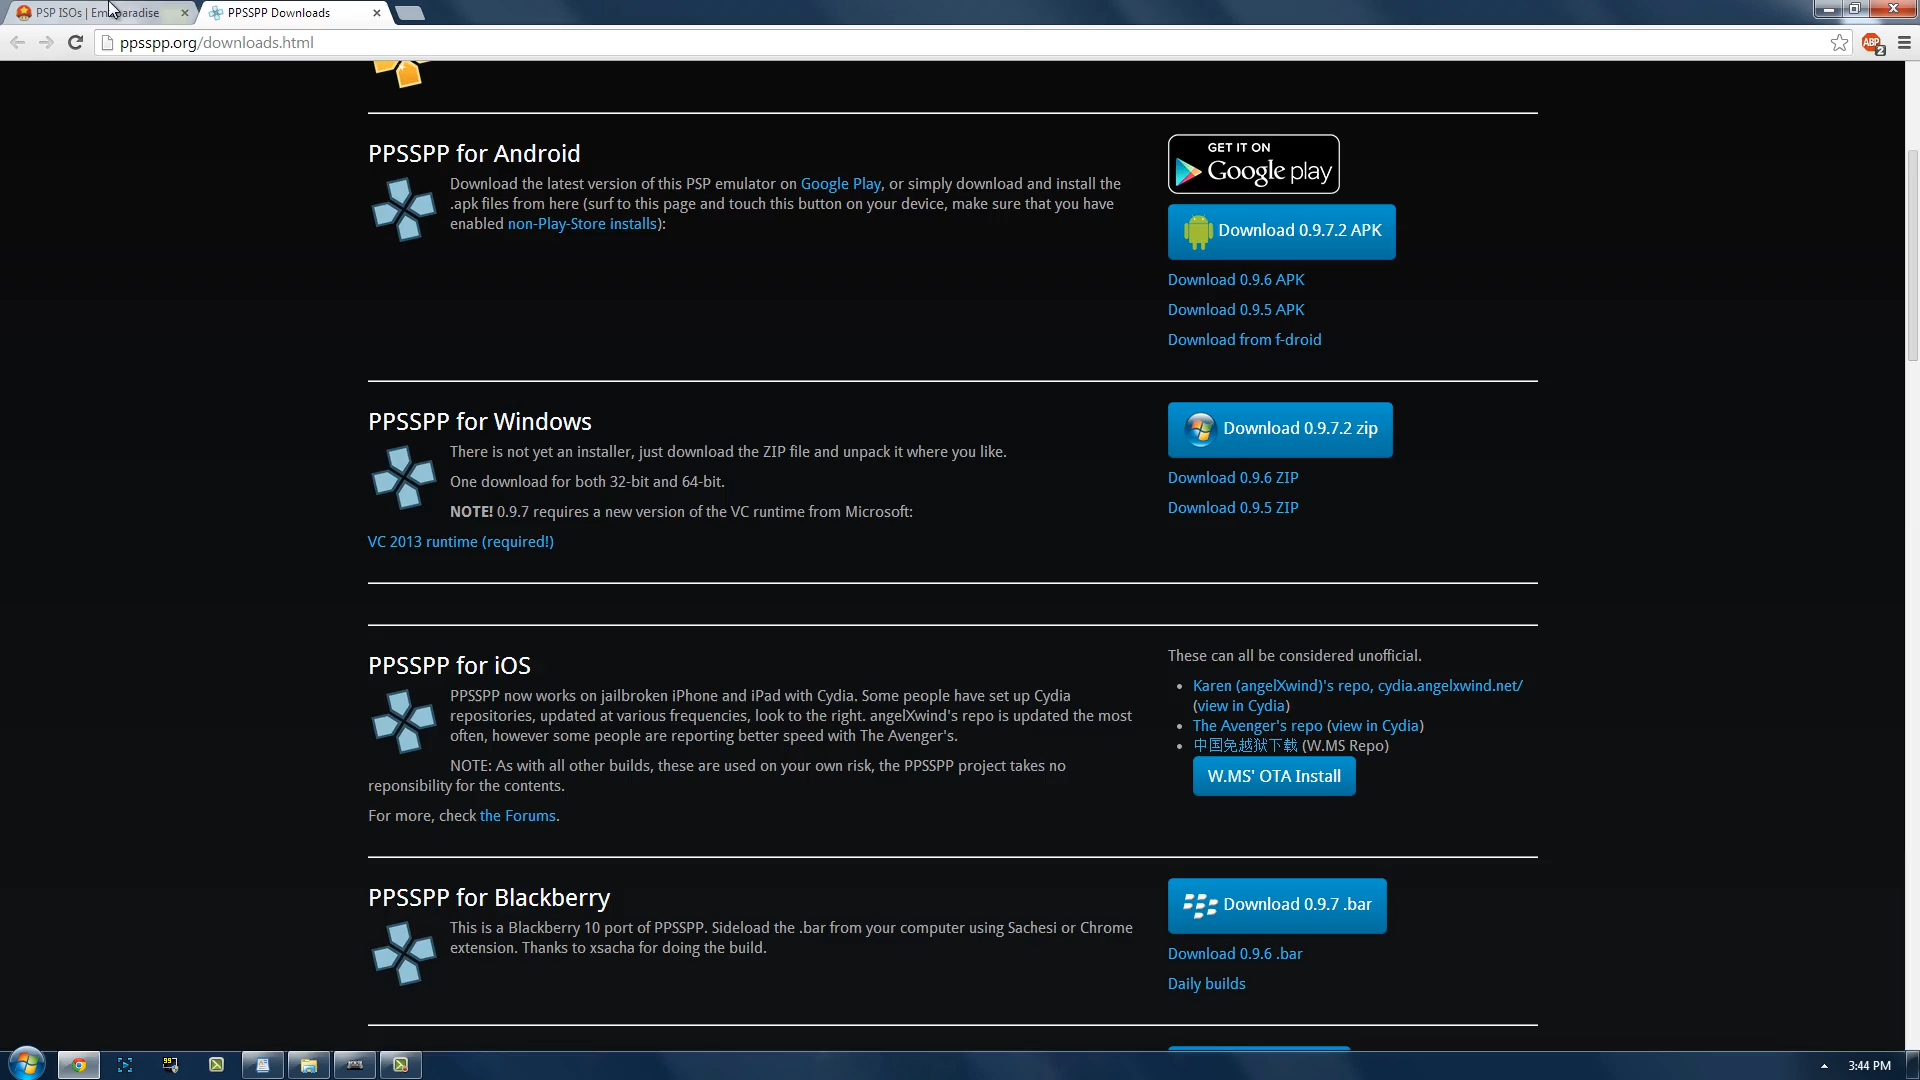 PSP ISOs | Em paradise
PPSSPP Downloads
ppsspp.org/downloads.html
ABP
2
PPSSPP for Android
Download the latest version of this PSP emulator on Google Play, or simply download and install the
.apk files from here (surf to this page and touch this button on your device, make sure that you have
enabled non-Play-Store installs):
GET IT ON
Google play
Download 0.9.7.2 APK
Download 0.9.6 APK
Download 0.9.5 APK
Download from f-droid
PPSSPP for Windows
There is not yet an installer, just download the ZIP file and unpack it where you like.
One download for both 32-bit and 64-bit.
NOTE! 0.9.7 requires a new version of the VC runtime from Microsoft:
VC 2013 runtime (required!)
Download 0.9.7.2 zip
Download 0.9.6 ZIP
Download 0.9.5 ZIP
PPSSPP for iOS
PPSSPP now works on jailbroken iPhone and iPad with Cydia. Some people have set up Cydia
repositories, updated at various frequencies, look to the right. angelXwind's repo is updated the most
often, however some people are reporting better speed with The Avenger's.
NOTE: As with all other builds, these are used on your own risk, the PPSSPP project takes no
reponsibility for the contents.
For more, check the Forums.
These can all be considered unofficial.
Karen (angelXwind)'s repo, cydia.angelxwind.net/
(view in Cydia)
The Avenger's repo (view in Cydia)
中国免越狱下载 (W.MS Repo)
W.MS' OTA Install
PPSSPP for Blackberry
This is a Blackberry 10 port of PPSSPP. Sideload the .bar from your computer using Sachesi or Chrome
extension. Thanks to xsacha for doing the build.
Download 0.9.7 .bar
Download 0.9.6 .bar
Daily builds
99
3:44 PM